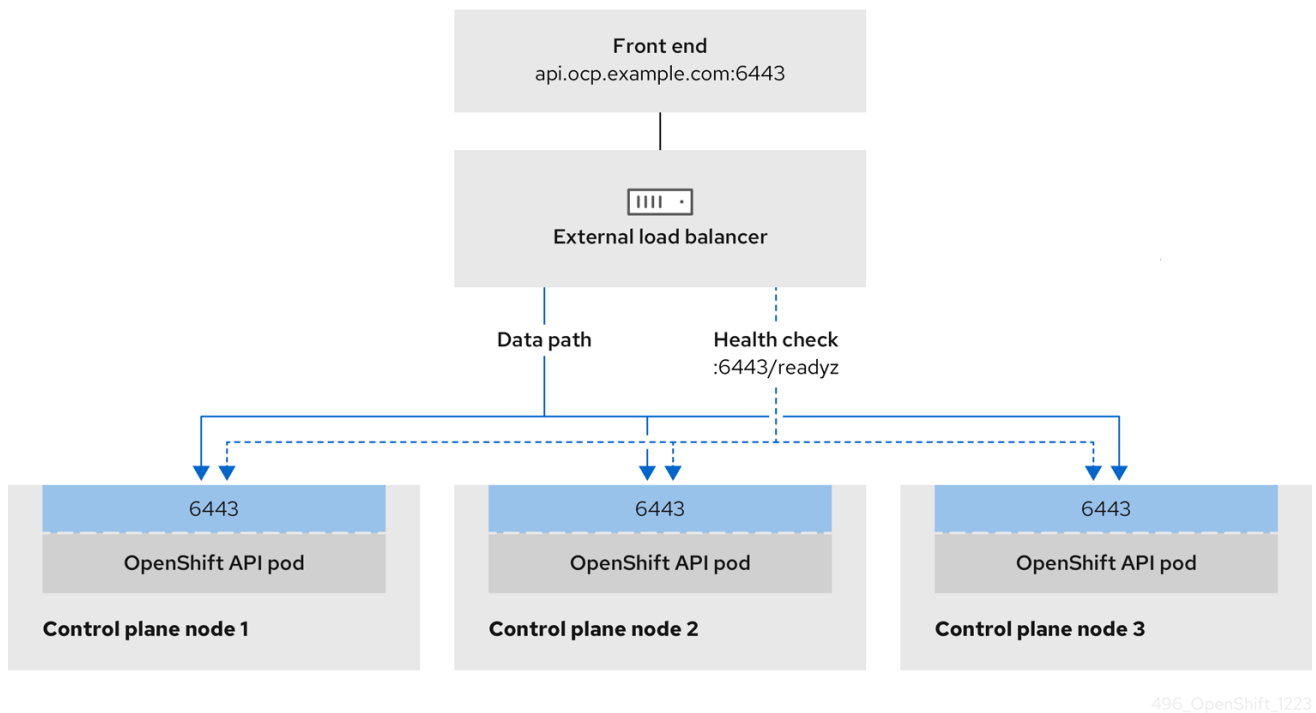 Front end
api.ocp.example.com:6443
External load balancer
Data path
Health check
:6443/readyz
6443
6443
6443
OpenShift API pod
OpenShift API pod
OpenShift API pod
Control plane node 1
Control plane node 2
Control plane node 3
496_OpenShift_1223